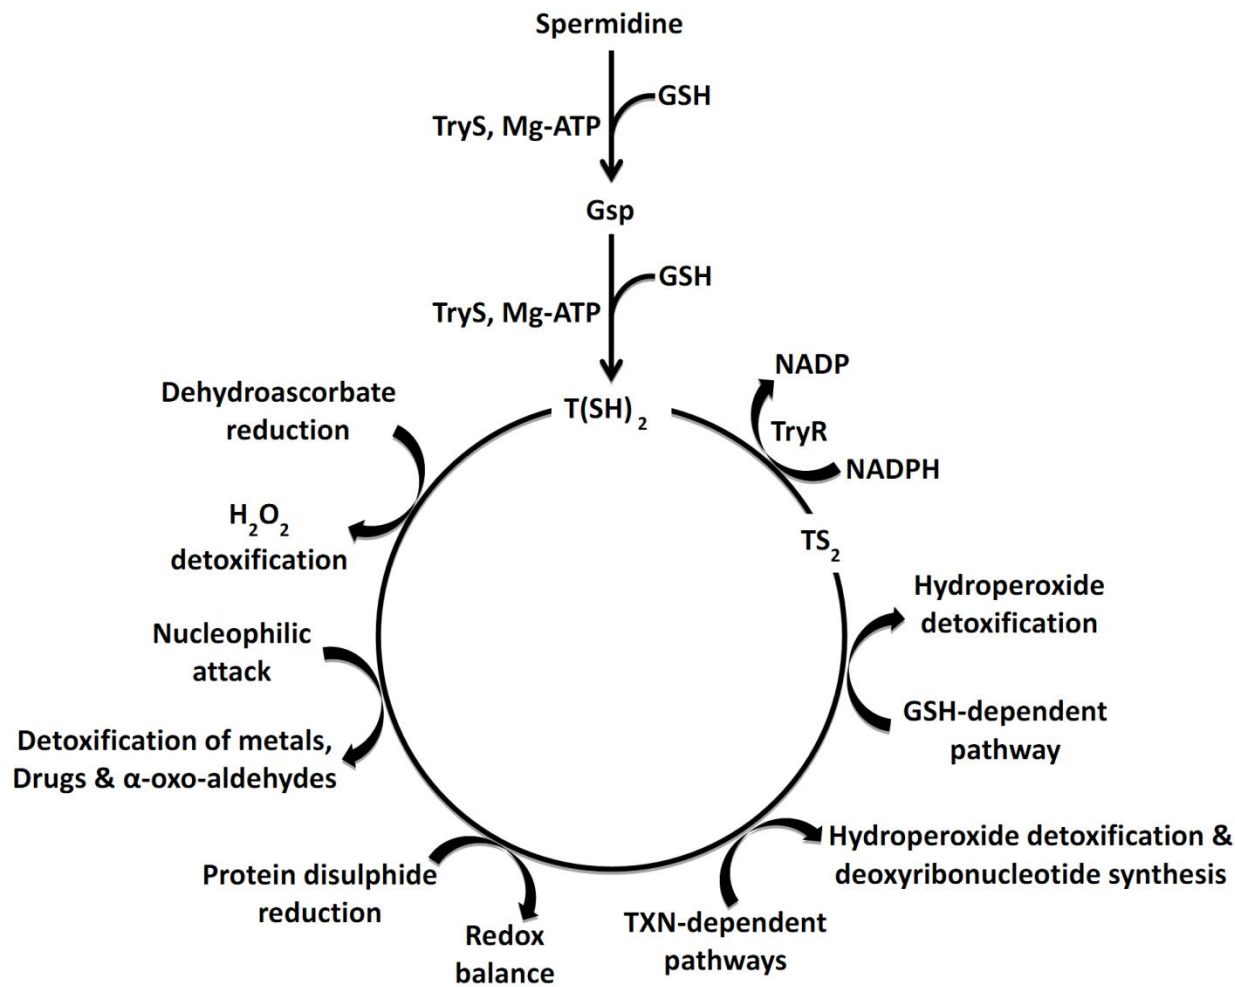 Spermidine
GSH
TryS, Mg-ATP
Gsp
GSH
TryS, Mg-ATP
T(SH) 2
NADP
TryR
NADPH
TS2
Hydroperoxide
detoxification
GSH-dependent
pathway
Hydroperoxide detoxification &
deoxyribonucleotide synthesis
TXN-dependent
pathways
Redox
balance
Protein disulphide
reduction
Detoxification of metals,
Drugs & α-oxo-aldehydes
Nucleophilic
attack
H2O2
detoxification
Dehydroascorbate
reduction